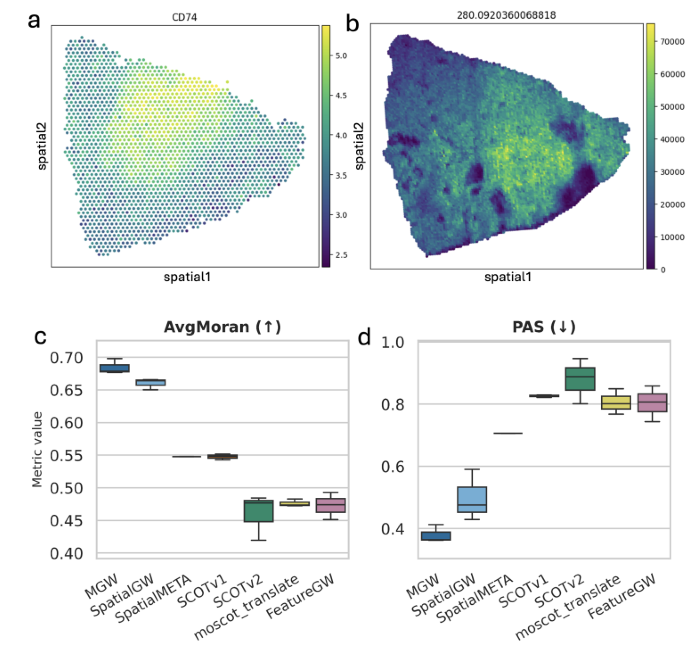 a
CD74
spatial2
spatial1
5.0
4.5
4.0
3.5
3.0
2.5
b
280.0920360068818
spatial2
spatial1
70000
60000
50000
40000
30000
20000
10000
0
c
AvgMoran (↑)
Metric value
0.70
0.65
0.60
0.55
0.50
0.45
0.40
MGW
SpatialGW
SpatialMETA
SCOTv1
SCOTv2
moscot_translate
FeatureGW
d
PAS (↓)
1.0
0.8
0.6
0.4
MGW
SpatialGW
SpatialMETA
SCOTv1
SCOTv2
moscot_translate
FeatureGW